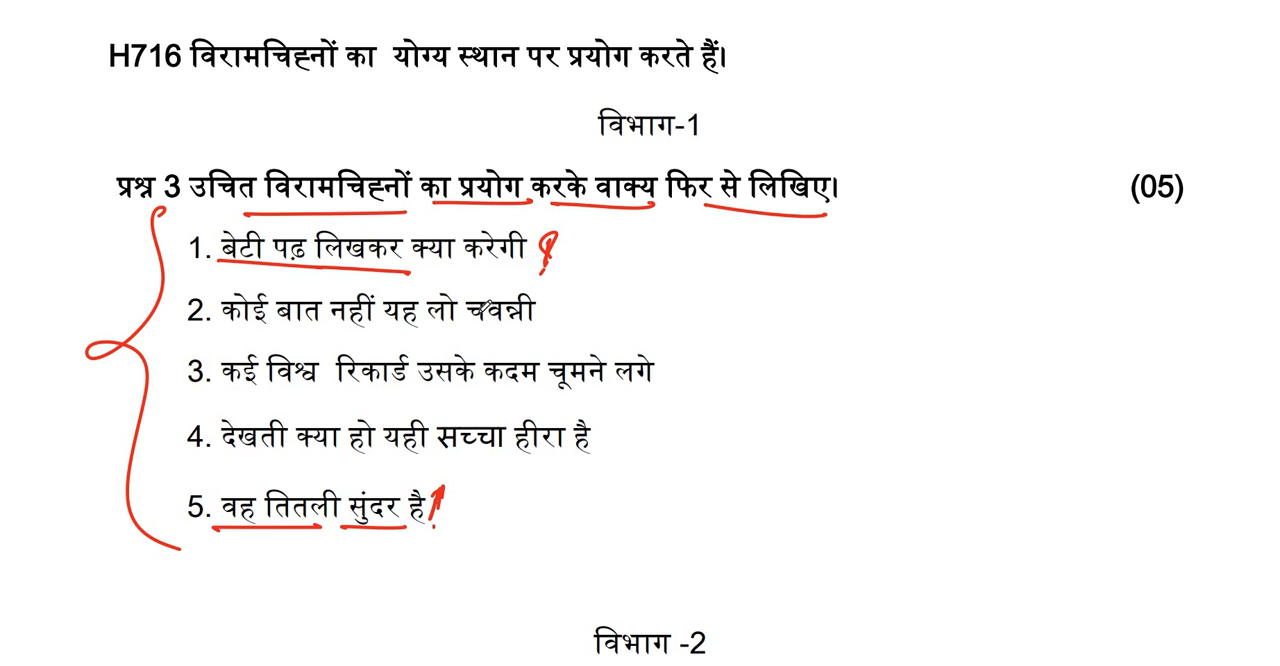 H716 विरामचिह्नों का योग्य स्थान पर प्रयोग करते हैं।
विभाग-1
प्रश्न 3 उचित विरामचिह्नों का प्रयोग करके वाक्य फिर से लिखिए। (05)
1. बेटी पढ़ लिखकर क्या करेगी ?
2. कोई बात नहीं यह लो चवन्नी
3. कई विश्व रिकार्ड उसके कदम चूमने लगे
4. देखती क्या हो यही सच्चा हीरा है
5. वह तितली सुंदर है!
विभाग -2